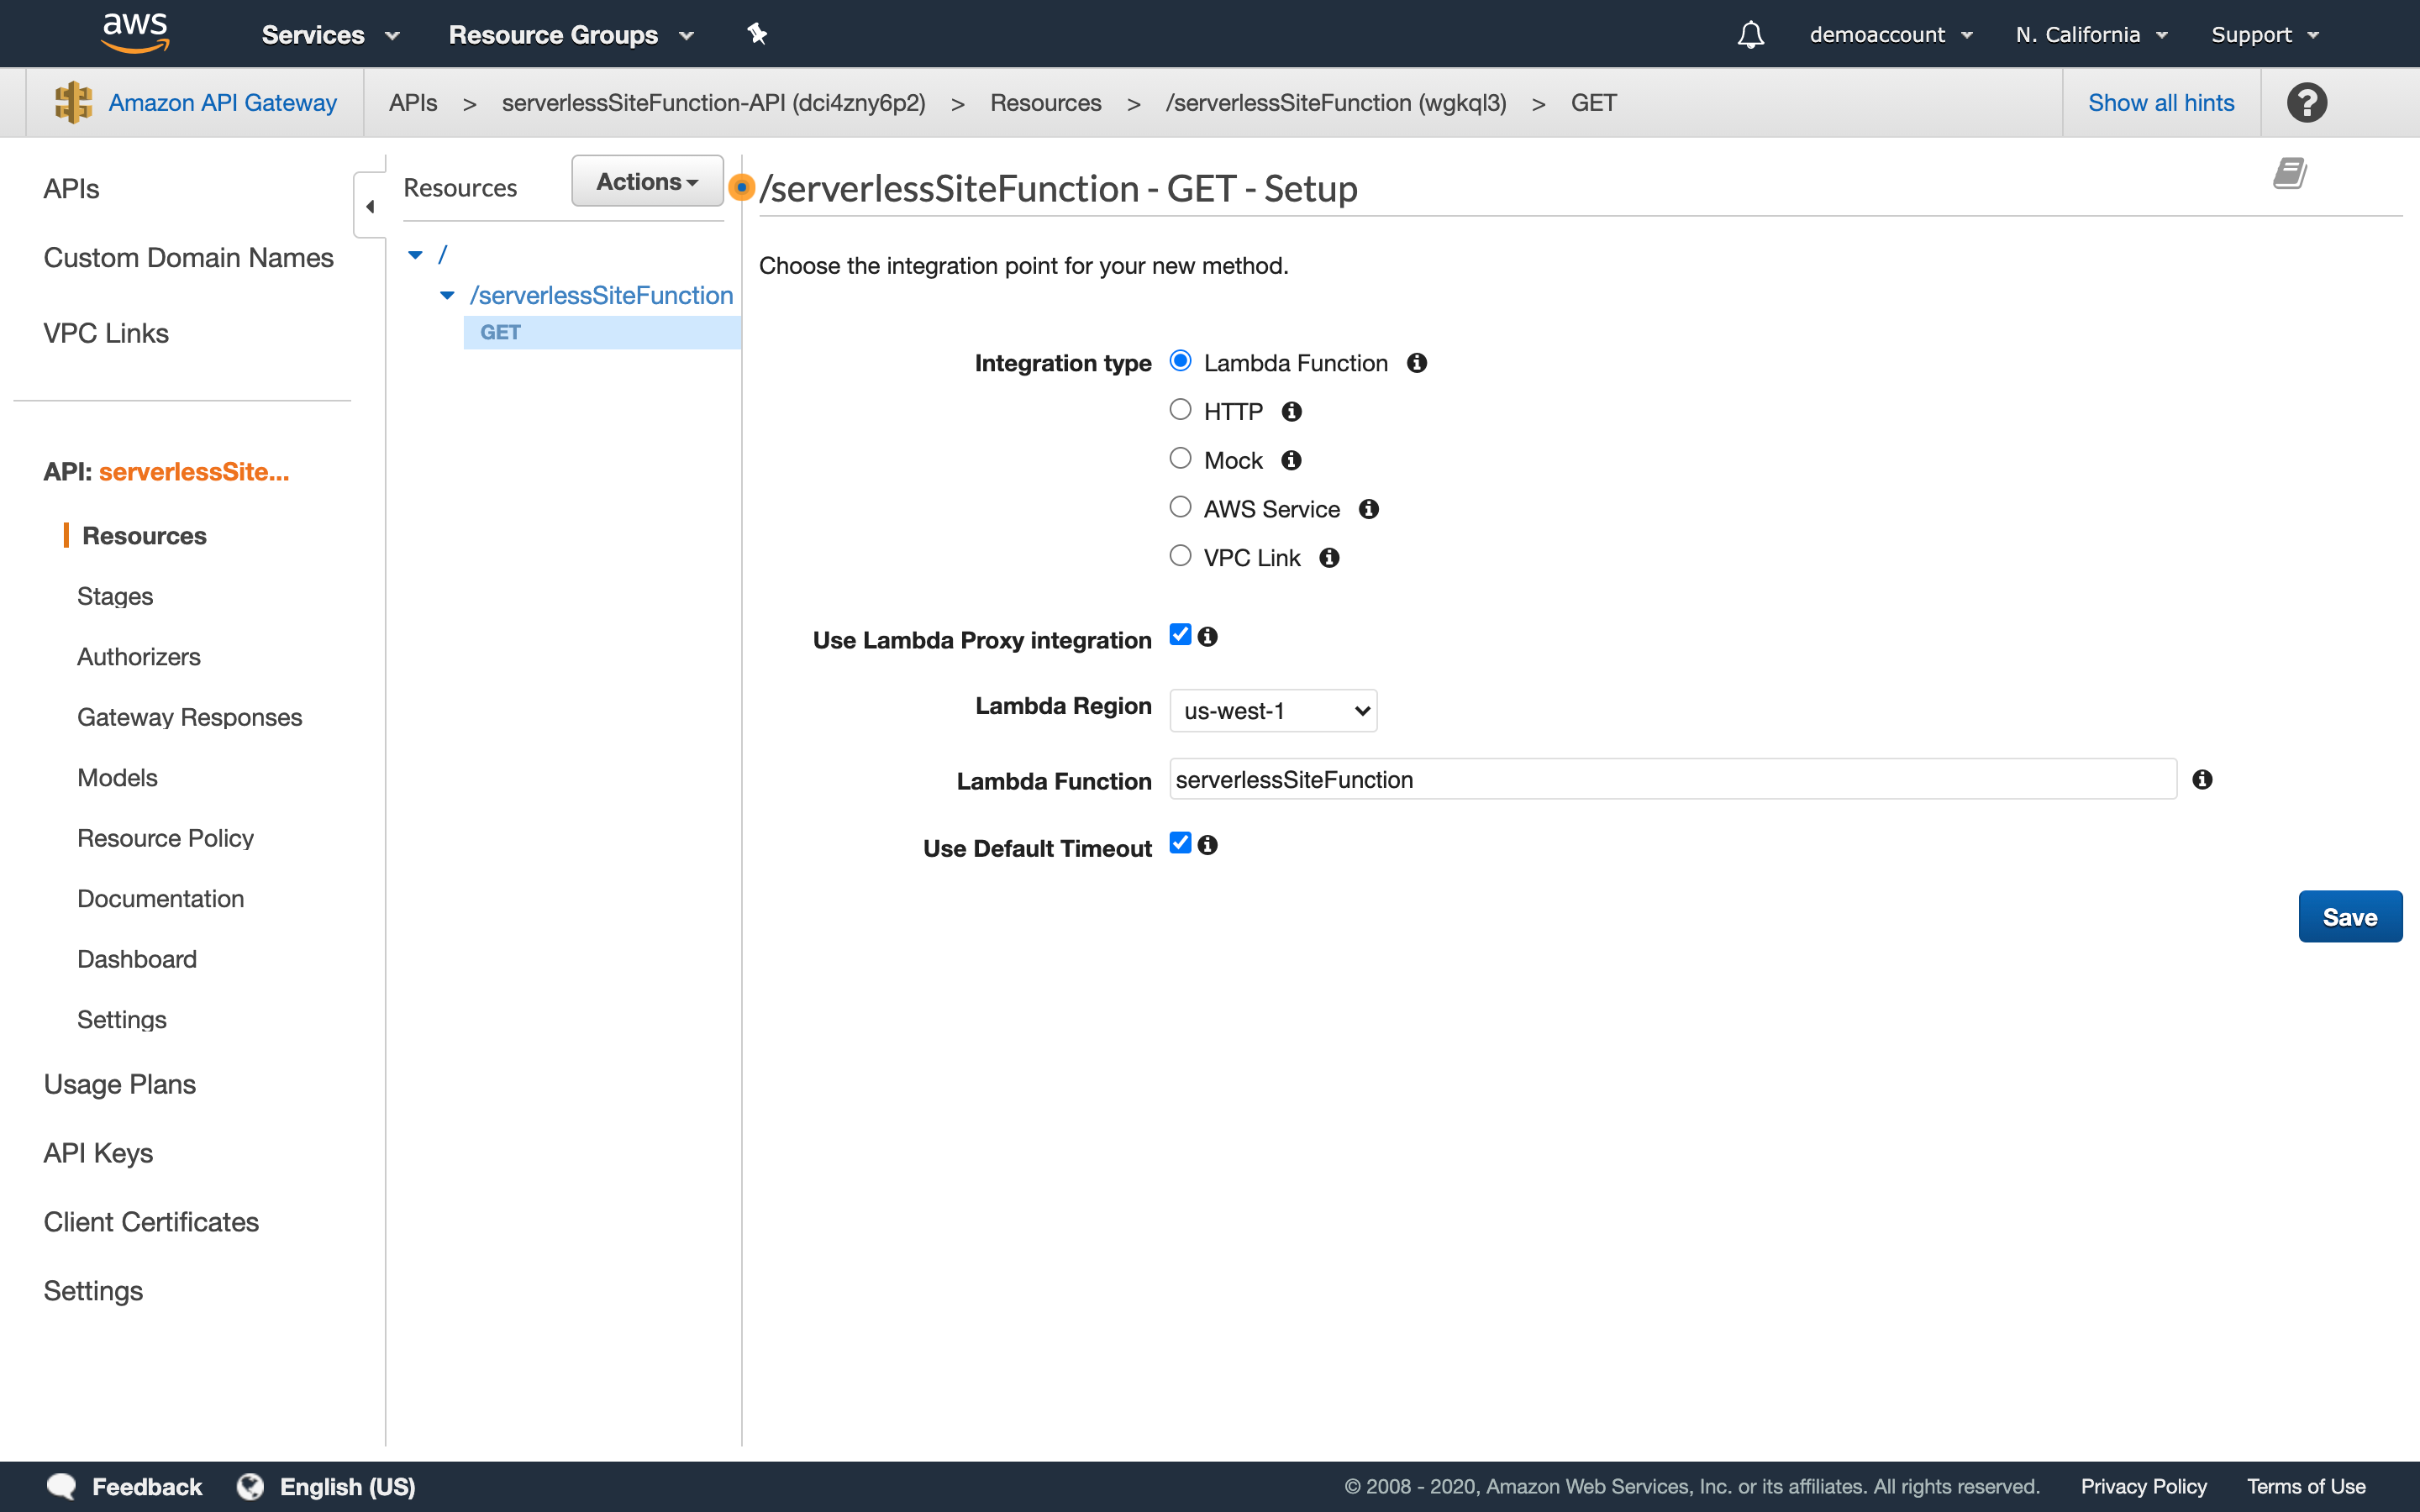 aws Services Resource Groups demoaccount N. California Support
Amazon API Gateway APIs > serverlessSiteFunction-API (dci4zny6p2) > Resources > /serverlessSiteFunction (wgkql3) > GET Show all hints ?
APIs
Custom Domain Names
VPC Links
API: serverlessSite...
Resources
Stages
Authorizers
Gateway Responses
Models
Resource Policy
Documentation
Dashboard
Settings
Usage Plans
API Keys
Client Certificates
Settings
Resources Actions
/
/serverlessSiteFunction
GET
/serverlessSiteFunction - GET - Setup
Choose the integration point for your new method.
Integration type Lambda Function
HTTP
Mock
AWS Service
VPC Link
Use Lambda Proxy integration
Lambda Region us-west-1
Lambda Function serverlessSiteFunction
Use Default Timeout
Save
Feedback English (US) © 2008 - 2020, Amazon Web Services, Inc. or its affiliates. All rights reserved. Privacy Policy Terms of Use